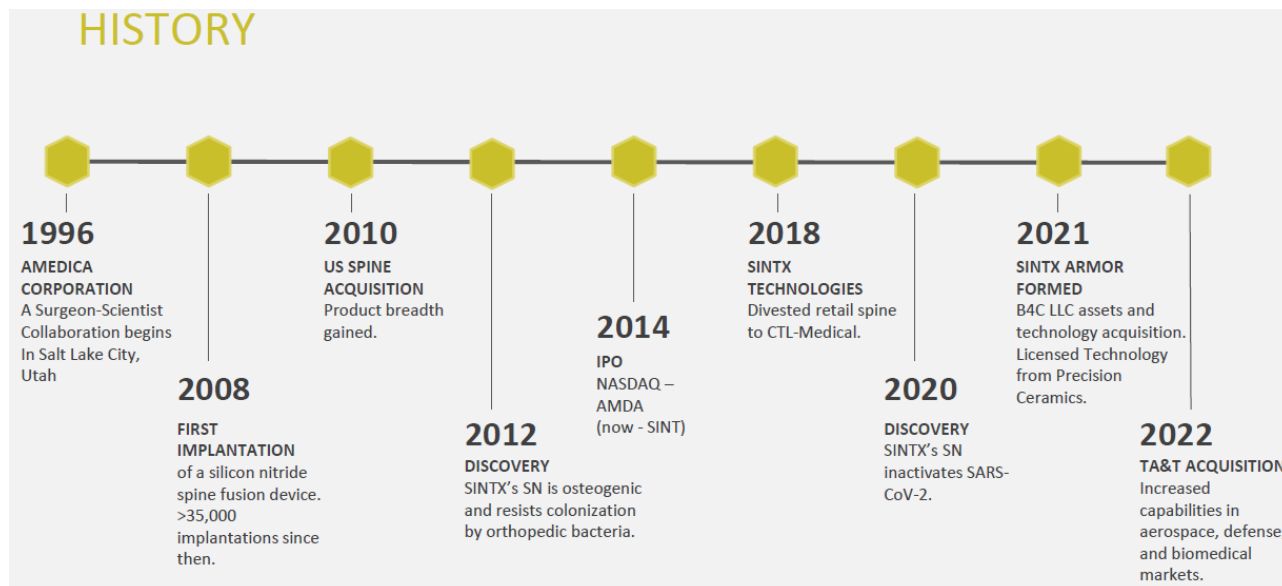 HISTORY
1996
AMEDICA
CORPORATION
A Surgeon-Scientist
Collaboration begins
In Salt Lake City,
Utah
2008
FIRST
IMPLANTATION
of a silicon nitride
spine fusion device.
>35,000
implantations since
then.
2010
US SPINE
ACQUISITION
Product breadth
gained.
2012
DISCOVERY
SINTX’s SN is osteogenic
and resists colonization
by orthopedic bacteria.
2014
IPO
NASDAQ –
AMDA
(now - SINT)
2018
SINTX
TECHNOLOGIES
Divested retail spine
to CTL-Medical.
2020
DISCOVERY
SINTX’s SN
inactivates SARS-
CoV-2.
2021
SINTX ARMOR
FORMED
B4C LLC assets and
technology acquisition.
Licensed Technology
from Precision
Ceramics.
2022
TA&T ACQUISITION
Increased
capabilities in
aerospace, defense
and biomedical
markets.